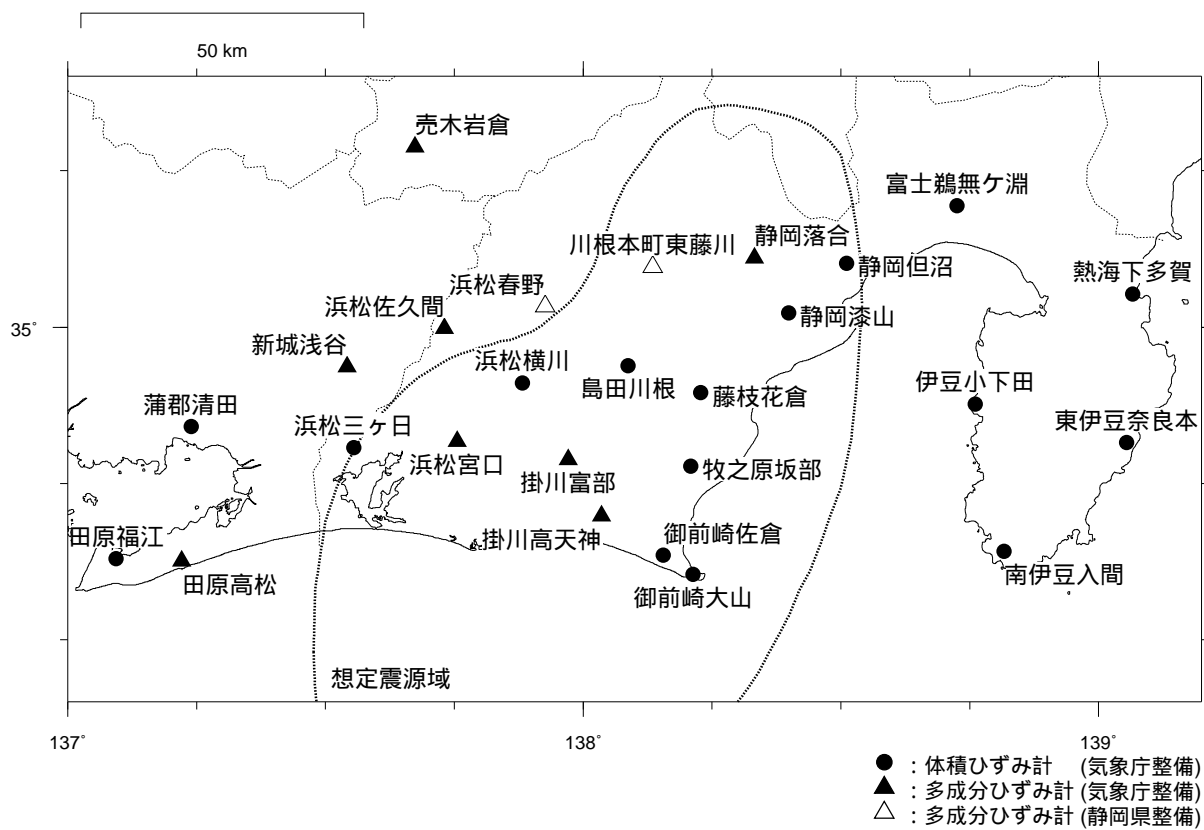 50 km
売木岩倉
富士鵜無ケ淵
川根本町東藤川
静岡落合
静岡但沼
熱海下多賀
浜松春野
浜松佐久間
35°
静岡漆山
新城浅谷
浜松横川
島田川根
藤枝花倉
伊豆小下田
蒲郡清田
浜松三ヶ日
東伊豆奈良本
浜松宮口
掛川富部
牧之原坂部
田原福江
掛川高天神
御前崎佐倉
田原高松
御前崎大山
南伊豆入間
想定震源域
137°
138°
139°
：体積ひずみ計 (気象庁整備)
：多成分ひずみ計 (気象庁整備)
：多成分ひずみ計 (静岡県整備)